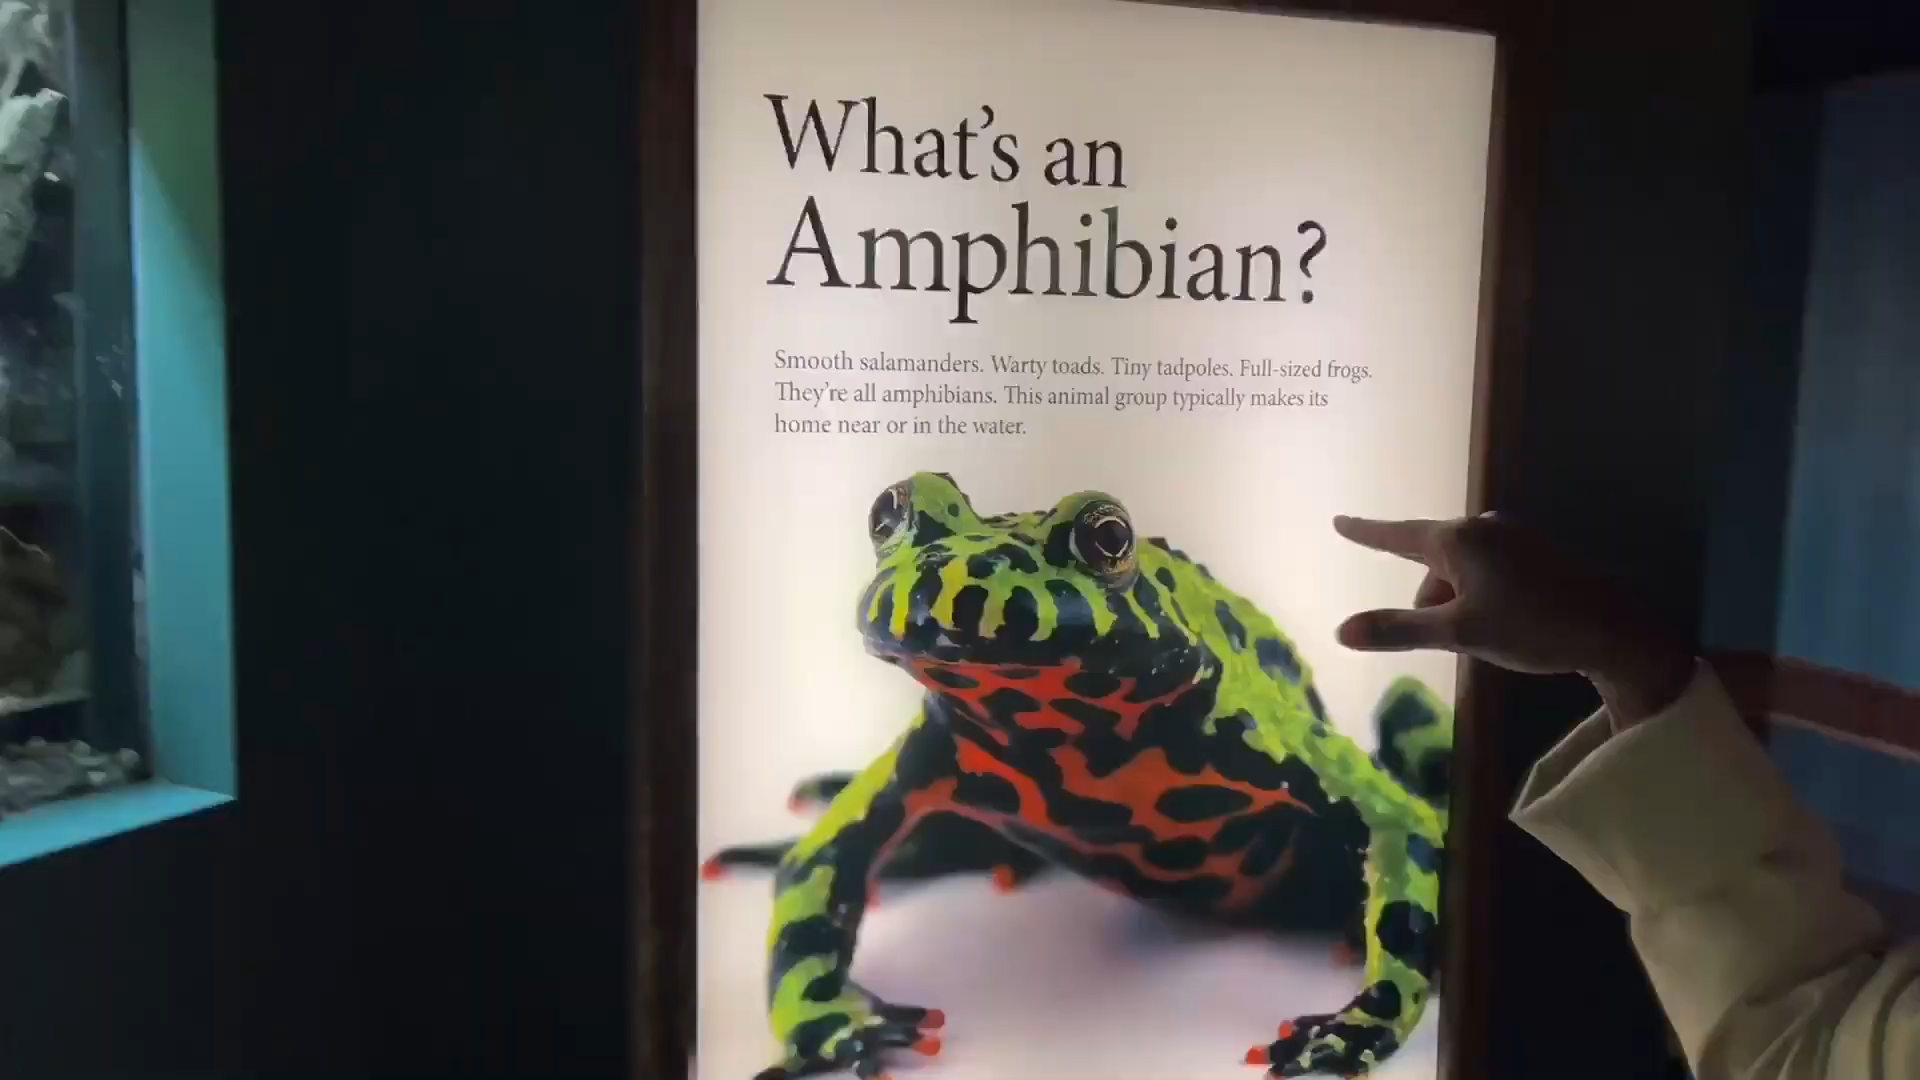 What's an
Amphibian?
Smooth salamanders. Warty toads. Tiny tadpoles. Full-sized frogs.
They're all amphibians. This animal group typically makes its
home near or in the water.